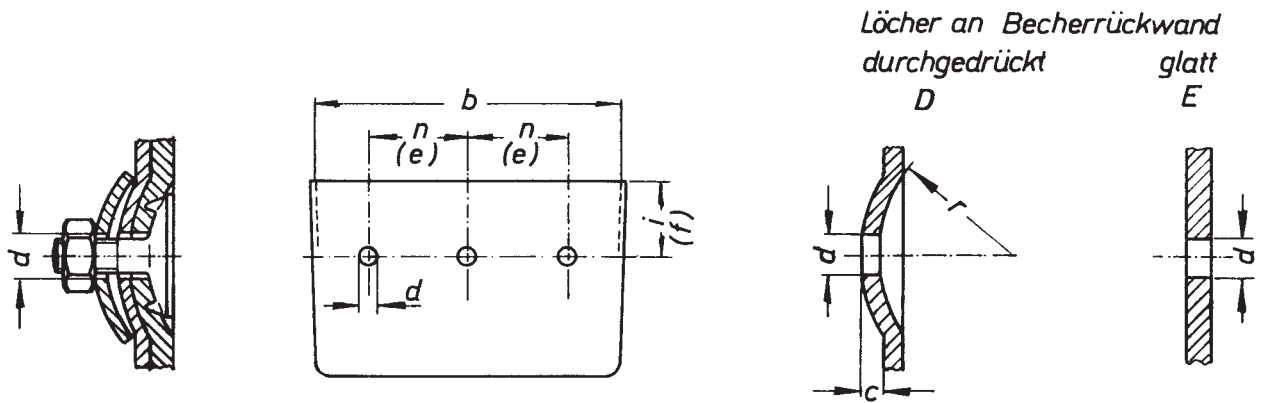 Löcher an Becherrückwand
durchgedrückt glatt
D E
b
n n
(e) (e)
i
(f)
d
d
r
d
d
c